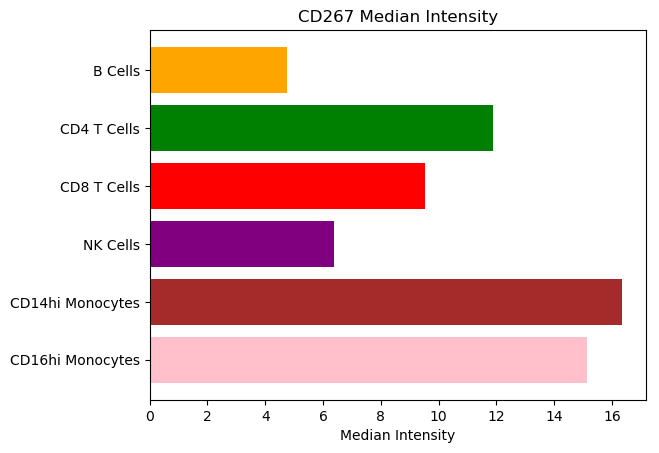 CD267 Median Intensity
B Cells
CD4 T Cells
CD8 T Cells
NK Cells
CD14hi Monocytes
CD16hi Monocytes
0 2 4 6 8 10 12 14 16
Median Intensity